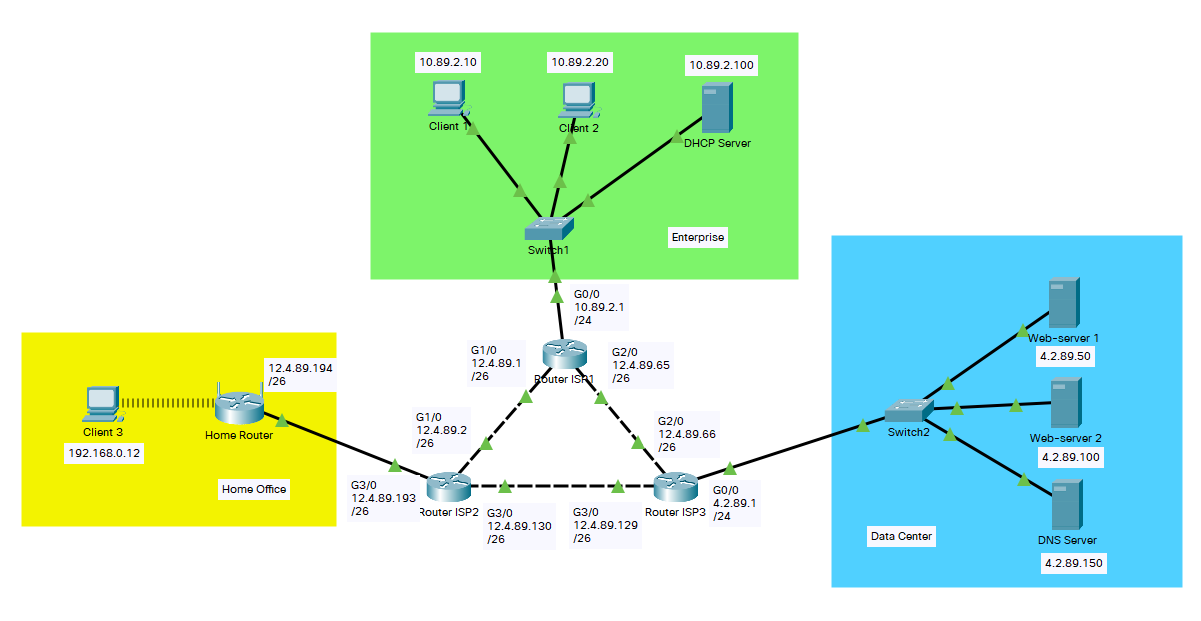 10.89.2.10
10.89.2.20
10.89.2.100
Client 1
Client 2
DHCP Server
Switch1
Enterprise
G0/0
10.89.2.1
/24
G1/0
12.4.89.1
/26
G2/0
12.4.89.65
/26
Router ISP1
12.4.89.194
/26
Client 3
192.168.0.12
Home Router
Home Office
G1/0
12.4.89.2
/26
G2/0
12.4.89.66
/26
G3/0
12.4.89.193
/26
Router ISP2
G3/0
12.4.89.130
/26
G3/0
12.4.89.129
/26
Router ISP3
G0/0
4.2.89.1
/24
Switch2
Web-server 1
4.2.89.50
Web-server 2
4.2.89.100
DNS Server
4.2.89.150
Data Center